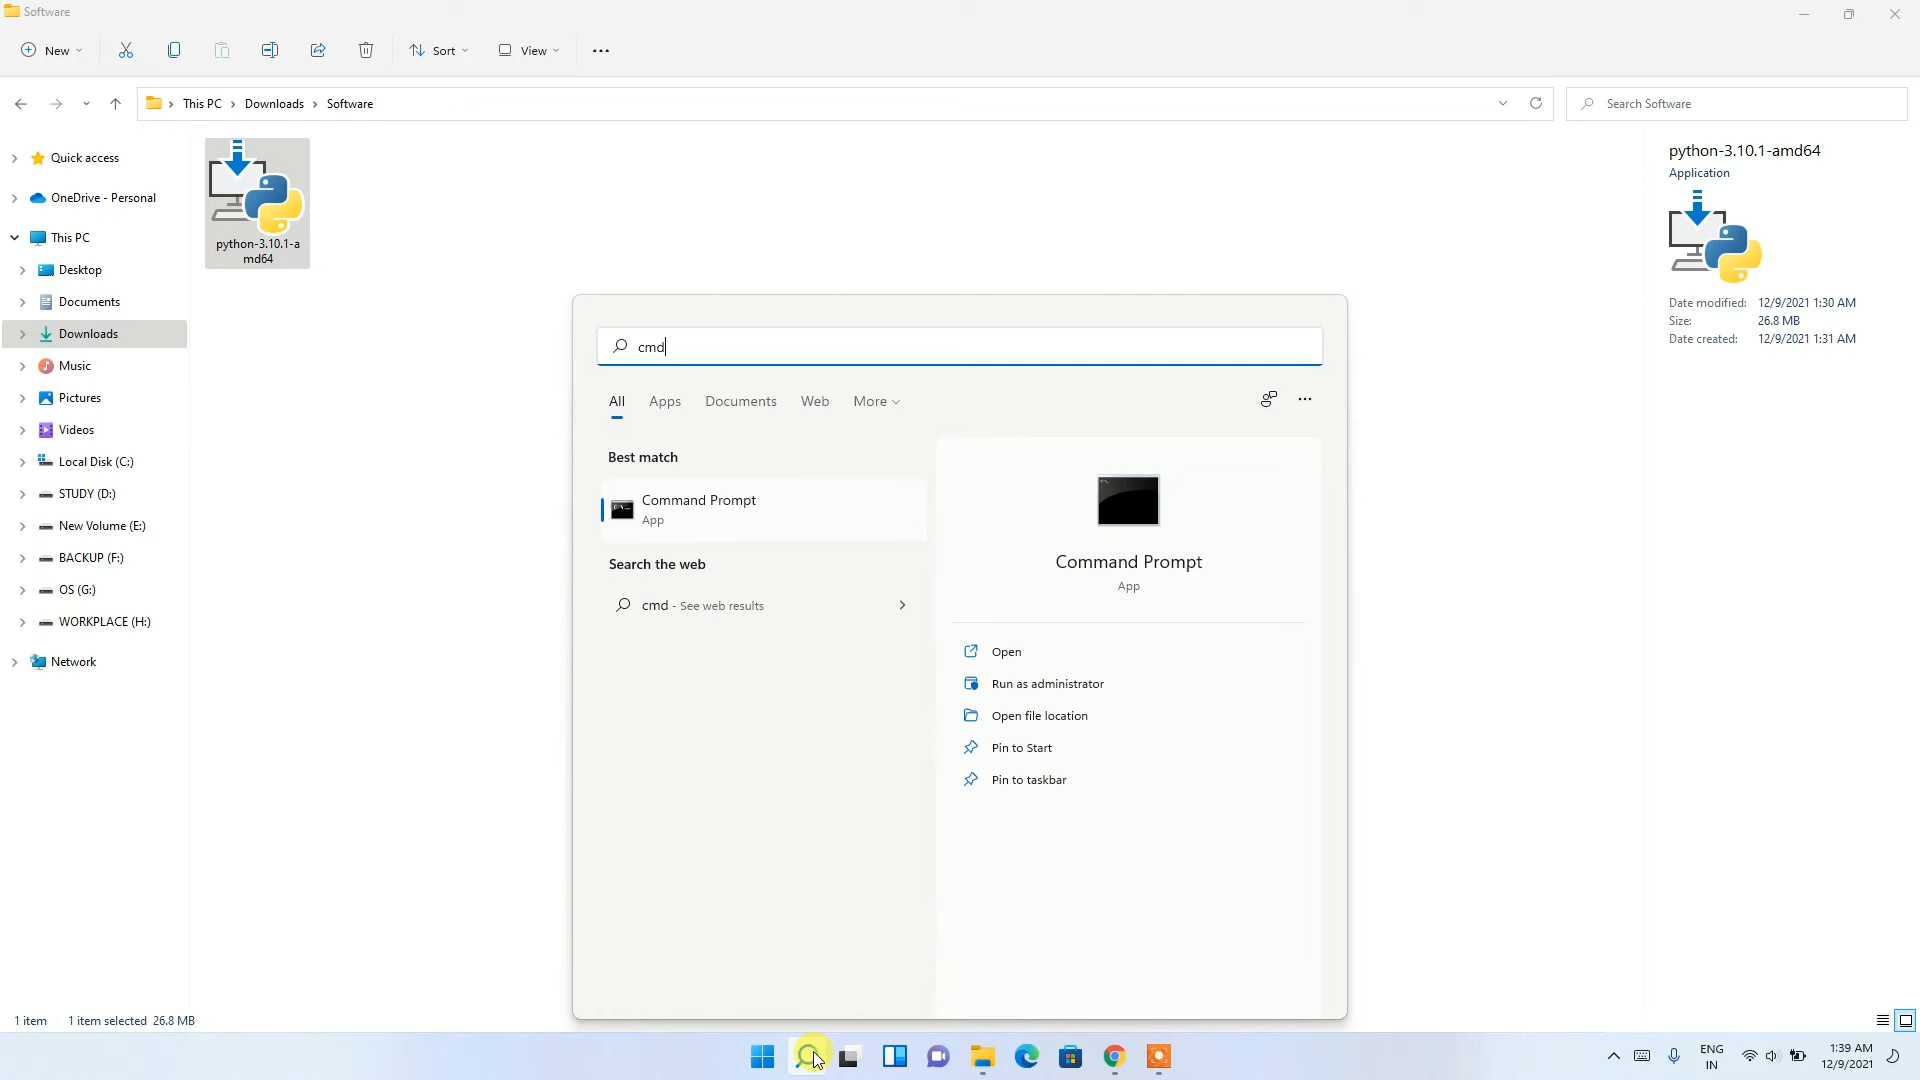 Software
New
Sort
View
This PC
Downloads
Software
Search Software
Quick access
OneDrive - Personal
This PC
Desktop
Documents
Downloads
Music
Pictures
Videos
Local Disk (C:)
STUDY (D:)
New Volume (E:)
BACKUP (F:)
OS (G:)
WORKPLACE (H:)
Network
python-3.10.1-a
md64
python-3.10.1-amd64
Application
Date modified: 12/9/2021 1:30 AM
Size: 26.8 MB
Date created: 12/9/2021 1:31 AM
cmd
All Apps Documents Web More
Best match
Command Prompt
App
Search the web
cmd - See web results
Command Prompt
App
Open
Run as administrator
Open file location
Pin to Start
Pin to taskbar
1 item 1 item selected 26.8 MB
ENG
IN
1:39 AM
12/9/2021